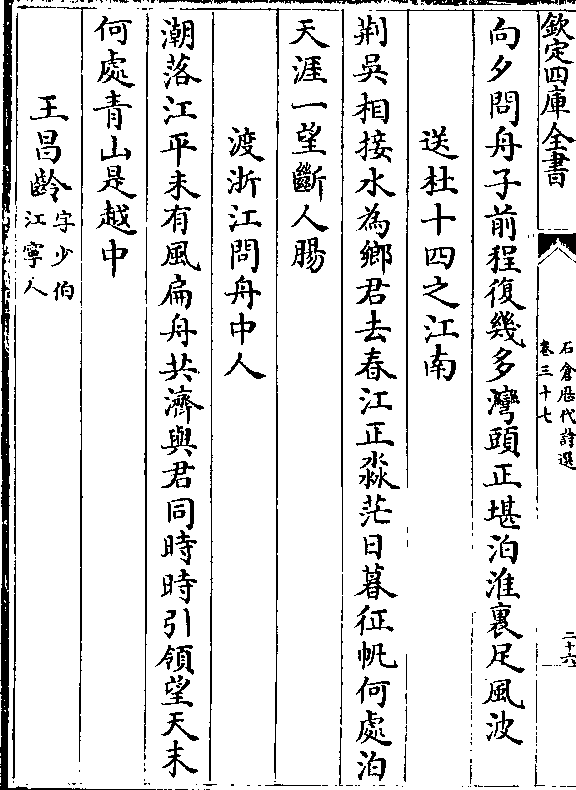 欽定四庫全書
石倉歷代詩選
卷三十七
二十六
向夕問舟子前程復幾多灣頭正堪泊淮裏足風波
送杜十四之江南
荆吳相接水為鄉君去春江正淼茫日暮征帆何處泊
天涯一望斷人腸
渡浙江問舟中人
潮落江平未有風扁舟共濟與君同時時引領望天末
何處青山是越中
王昌齡字少伯
江寧人